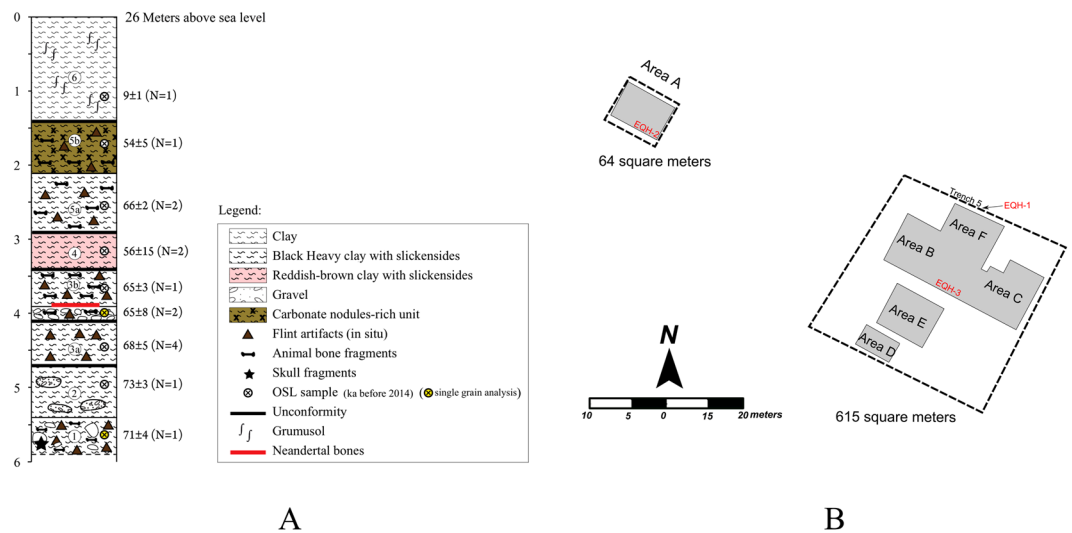 0
26 Meters above sea level
6
1
9±1 (N=1)
5b
54±5 (N=1)
2
5a
66±2 (N=2)
3
4
56±15 (N=2)
3b
65±3 (N=1)
4
65±8 (N=2)
3a
68±5 (N=4)
5
2
73±3 (N=1)
1
71±4 (N=1)
6
Legend:
Clay
Black Heavy clay with slickensides
Reddish-brown clay with slickensides
Gravel
Carbonate nodules-rich unit
Flint artifacts (in situ)
Animal bone fragments
Skull fragments
OSL sample (ka before 2014) ( single grain analysis)
Unconformity
Grumusol
Neandertal bones
A
Area A
EQH-2
64 square meters
Trench 5
EQH-1
Area F
Area B
EQH-3
Area C
Area E
Area D
N
10 5 0 15 20 meters
615 square meters
B